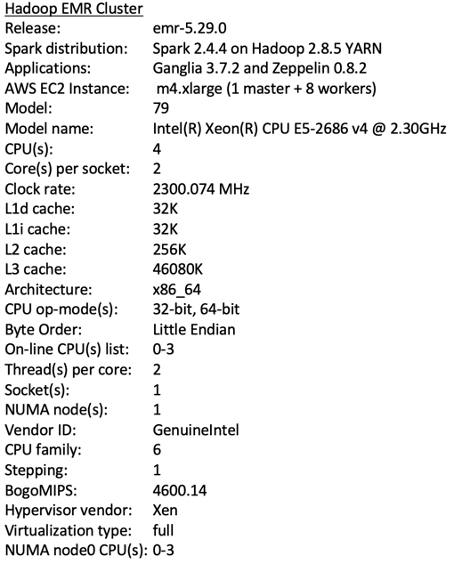 Hadoop EMR Cluster
Release: emr-5.29.0
Spark distribution: Spark 2.4.4 on Hadoop 2.8.5 YARN
Applications: Ganglia 3.7.2 and Zeppelin 0.8.2
AWS EC2 Instance: m4.xlarge (1 master + 8 workers)
Model: 79
Model name: Intel(R) Xeon(R) CPU E5-2686 v4 @ 2.30GHz
CPU(s): 4
Core(s) per socket: 2
Clock rate: 2300.074 MHz
L1d cache: 32K
L1i cache: 32K
L2 cache: 256K
L3 cache: 46080K
Architecture: x86_64
CPU op-mode(s): 32-bit, 64-bit
Byte Order: Little Endian
On-line CPU(s) list: 0-3
Thread(s) per core: 2
Socket(s): 1
NUMA node(s): 1
Vendor ID: GenuineIntel
CPU family: 6
Stepping: 1
BogoMIPS: 4600.14
Hypervisor vendor: Xen
Virtualization type: full
NUMA node0 CPU(s): 0-3